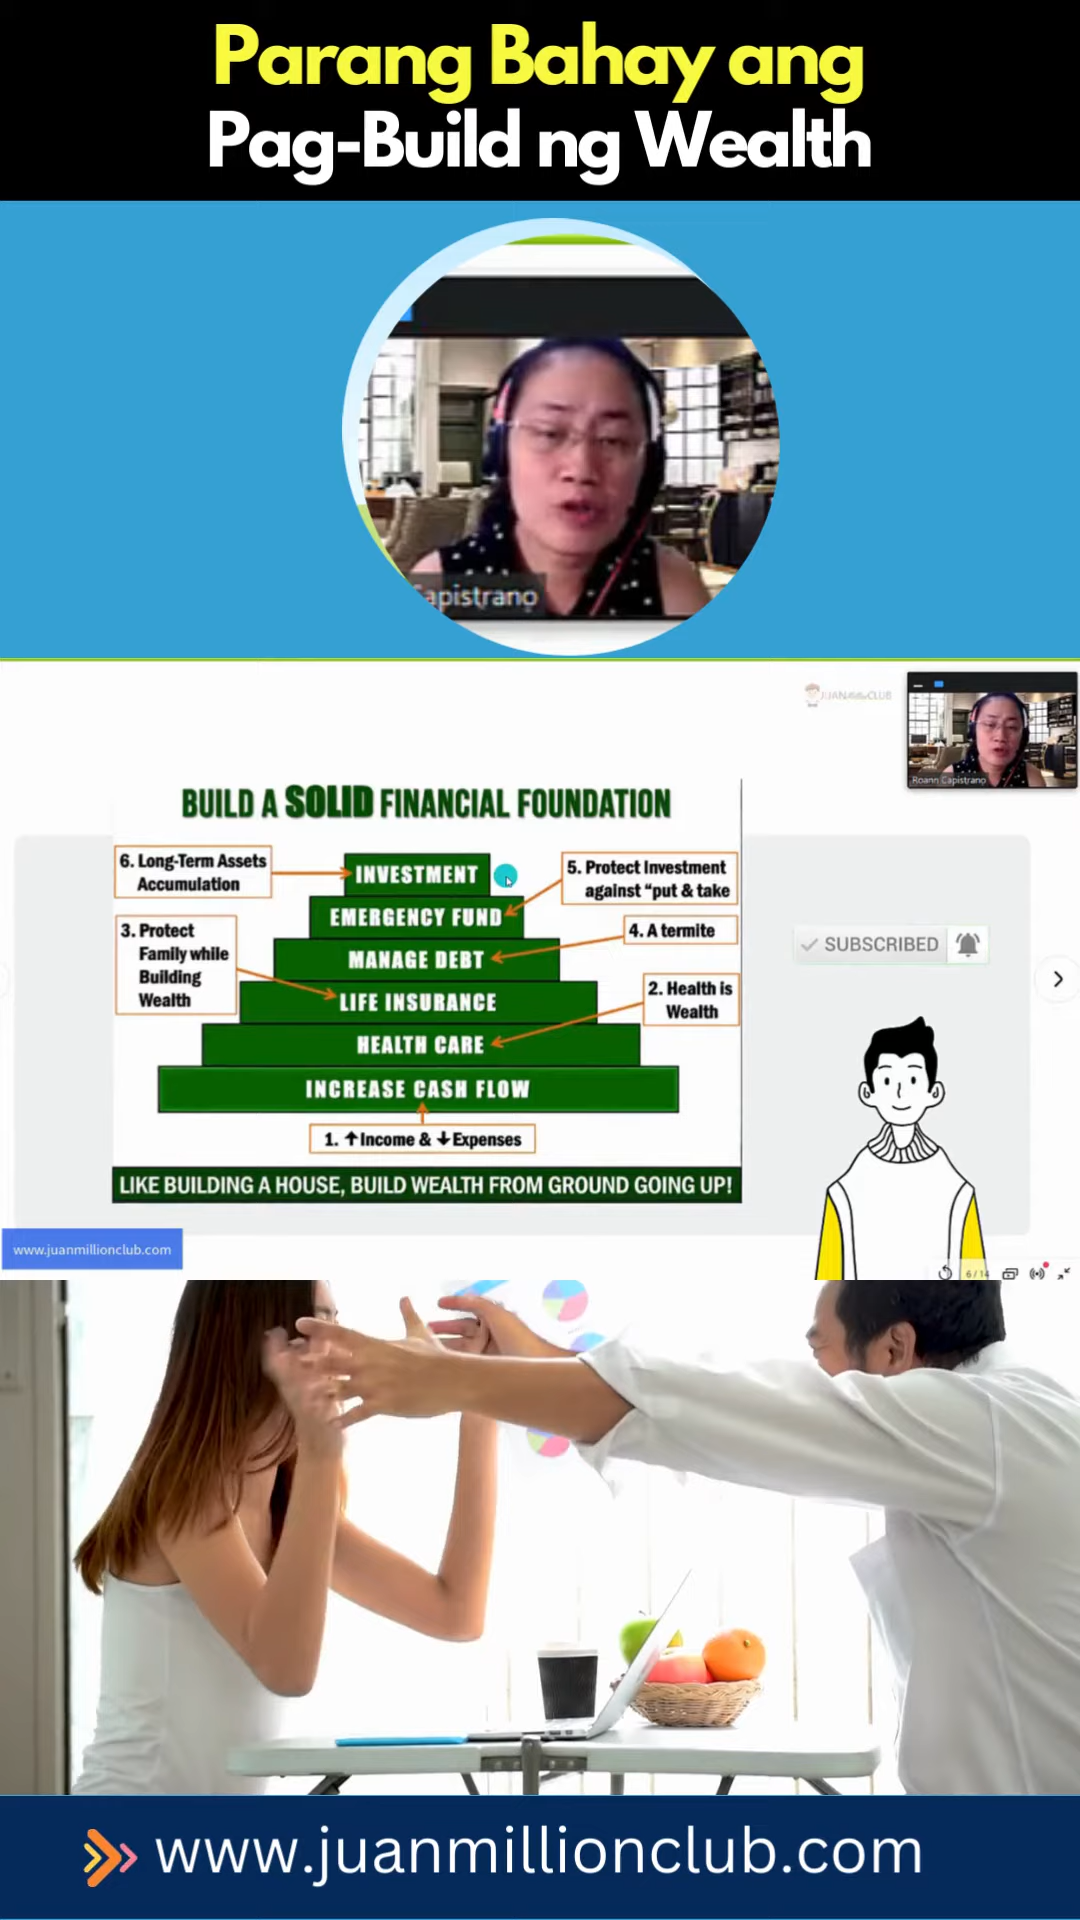 Parang Bahay ang
Pag-Build ng Wealth
Capistrano
JUANMillionCLUB
Roann Capistrano
BUILD A SOLID FINANCIAL FOUNDATION
6. Long-Term Assets
Accumulation
INVESTMENT
5. Protect Investment
against "put & take
EMERGENCY FUND
3. Protect
Family while
Building
Wealth
4. A termite
MANAGE DEBT
SUBSCRIBED
LIFE INSURANCE
2. Health is
Wealth
HEALTH CARE
INCREASE CASH FLOW
1. ↑Income & ↓Expenses
LIKE BUILDING A HOUSE, BUILD WEALTH FROM GROUND GOING UP!
www.juanmillionclub.com
6/14
www.juanmillionclub.com